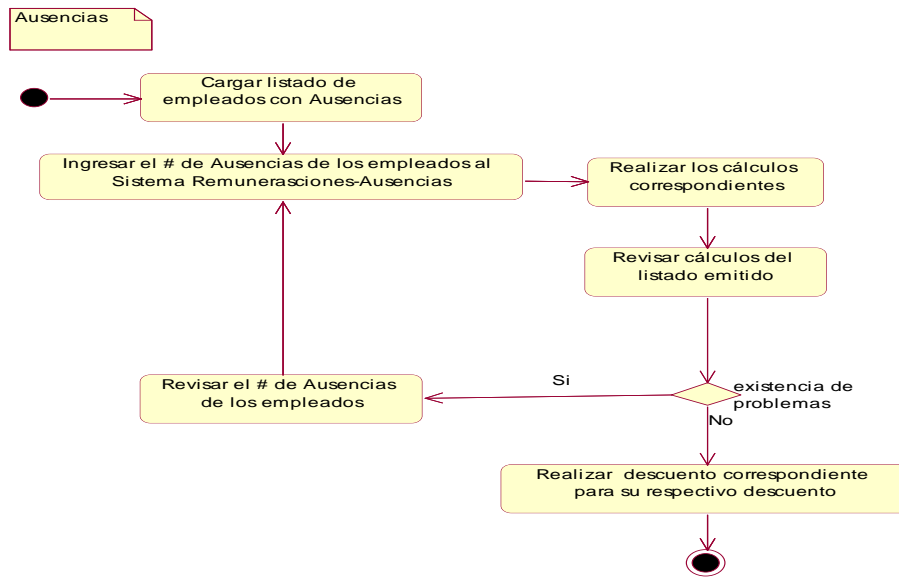 Ausencias
Cargar listado de
empleados con Ausencias
Ingresar el # de Ausencias de los empleados al
Sistema Remunerasciones-Ausencias
Realizar los cálculos
correspondientes
Revisar cálculos del
listado emitido
existencia de
problemas
Si
No
Revisar el # de Ausencias
de los empleados
Realizar descuento correspondiente
para su respectivo descuento